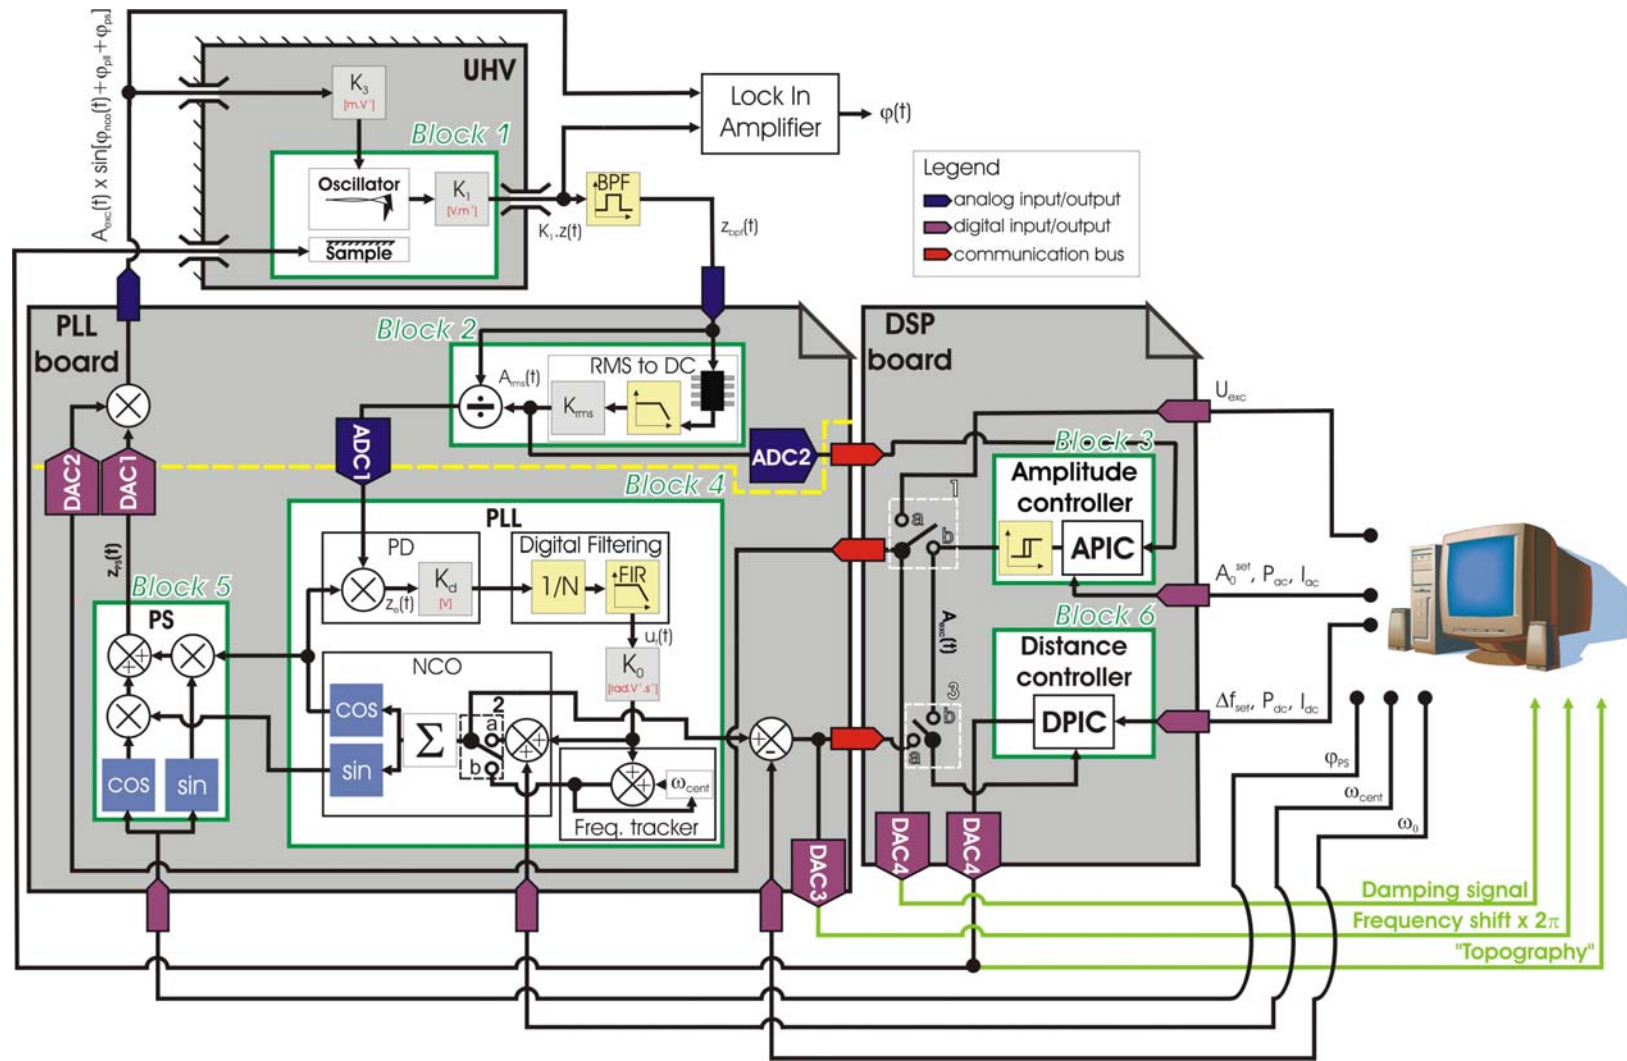 A_exc(t) x sin[φ_nco(t)+φ_pll+φ_ps]
UHV
K₃
[m.V⁻¹]
Block 1
Oscillator
K₁
[V.m⁻¹]
Sample
K₁.z(t)
BPF
z_bpf(t)
Lock In
Amplifier
φ(t)
Legend
analog input/output
digital input/output
communication bus
PLL
board
Block 2
RMS to DC
A_rms(t)
K_rms
ADC1
ADC2
DAC2
DAC1
z_ps(t)
Block 4
PLL
PD
z_e(t)
K_d
[V]
Digital Filtering
1/N
FIR
u_f(t)
K₀
[rad.V⁻¹.s⁻¹]
NCO
cos
sin
Σ
2
a
b
ω_cent
Freq. tracker
Block 5
PS
cos
sin
DAC3
DSP
board
U_exc
Block 3
Amplitude
controller
APIC
1
a
b
A₀^set, P_ac, I_ac
A_exc(t)
Block 6
Distance
controller
DPIC
3
b
a
Δf_set, P_dc, I_dc
DAC4
DAC4
φ_PS
ω_cent
ω₀
Damping signal
Frequency shift x 2π
"Topography"